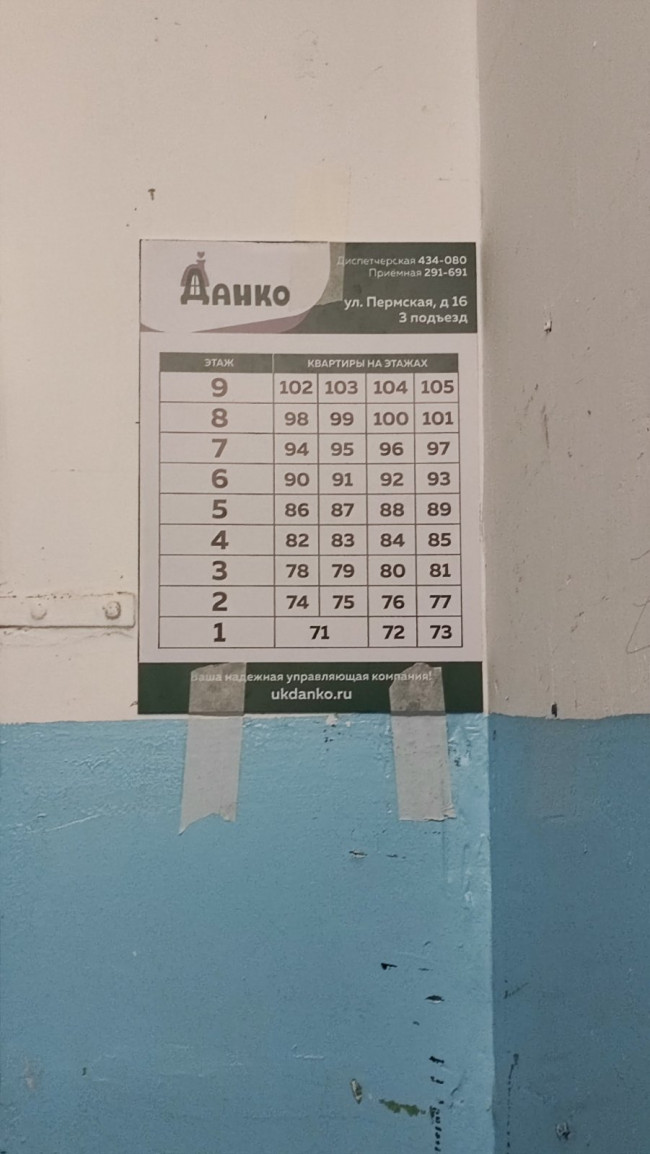 Данко
Диспетчерская 434-080
Приёмная 291-691
ул. Пермская, д 16
3 подъезд
ЭТАЖ КВАРТИРЫ НА ЭТАЖАХ
9 102 103 104 105
8 98 99 100 101
7 94 95 96 97
6 90 91 92 93
5 86 87 88 89
4 82 83 84 85
3 78 79 80 81
2 74 75 76 77
1 71 72 73
Ваша надежная управляющая компания!
ukdanko.ru